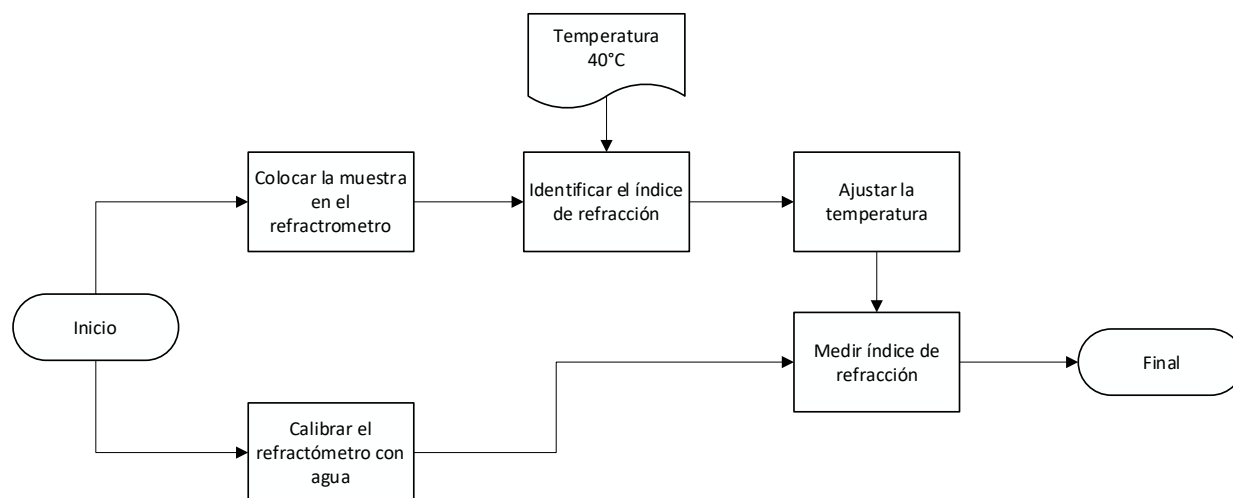 Temperatura
40°C
Colocar la muestra
en el
refractrometro
Identificar el índice
de refracción
Ajustar la
temperatura
Inicio
Medir índice de
refracción
Final
Calibrar el
refractómetro con
agua